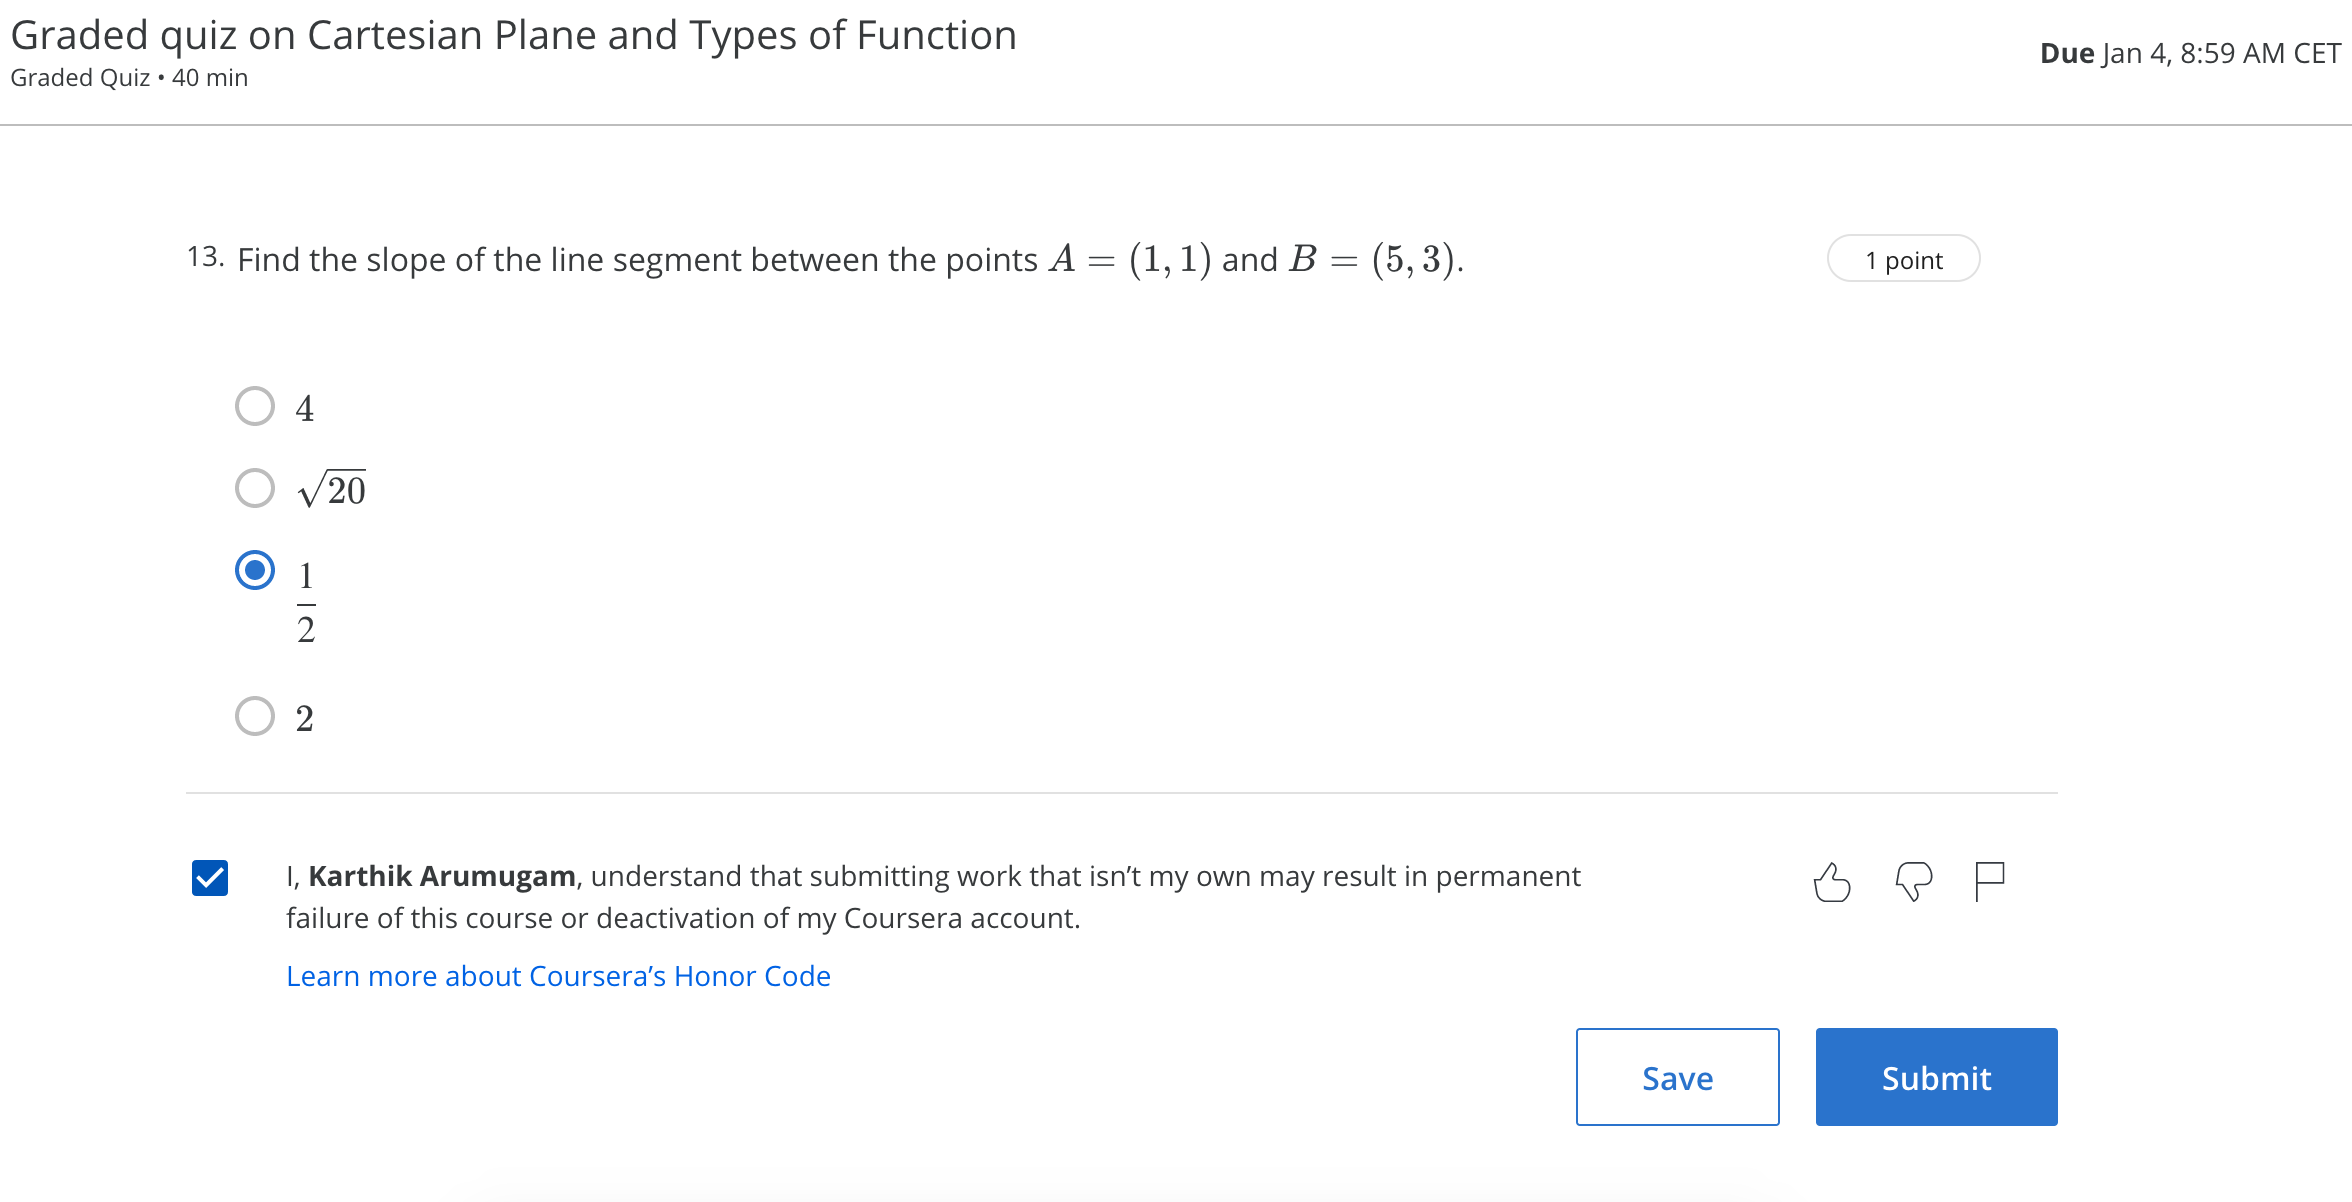 Graded quiz on Cartesian Plane and Types of Function
Graded Quiz • 40 min
Due Jan 4, 8:59 AM CET
13. Find the slope of the line segment between the points A = (1, 1) and B = (5, 3).
1 point
4
√20
1/2
2
I, Karthik Arumugam, understand that submitting work that isn’t my own may result in permanent
failure of this course or deactivation of my Coursera account.
Learn more about Coursera’s Honor Code
Save
Submit